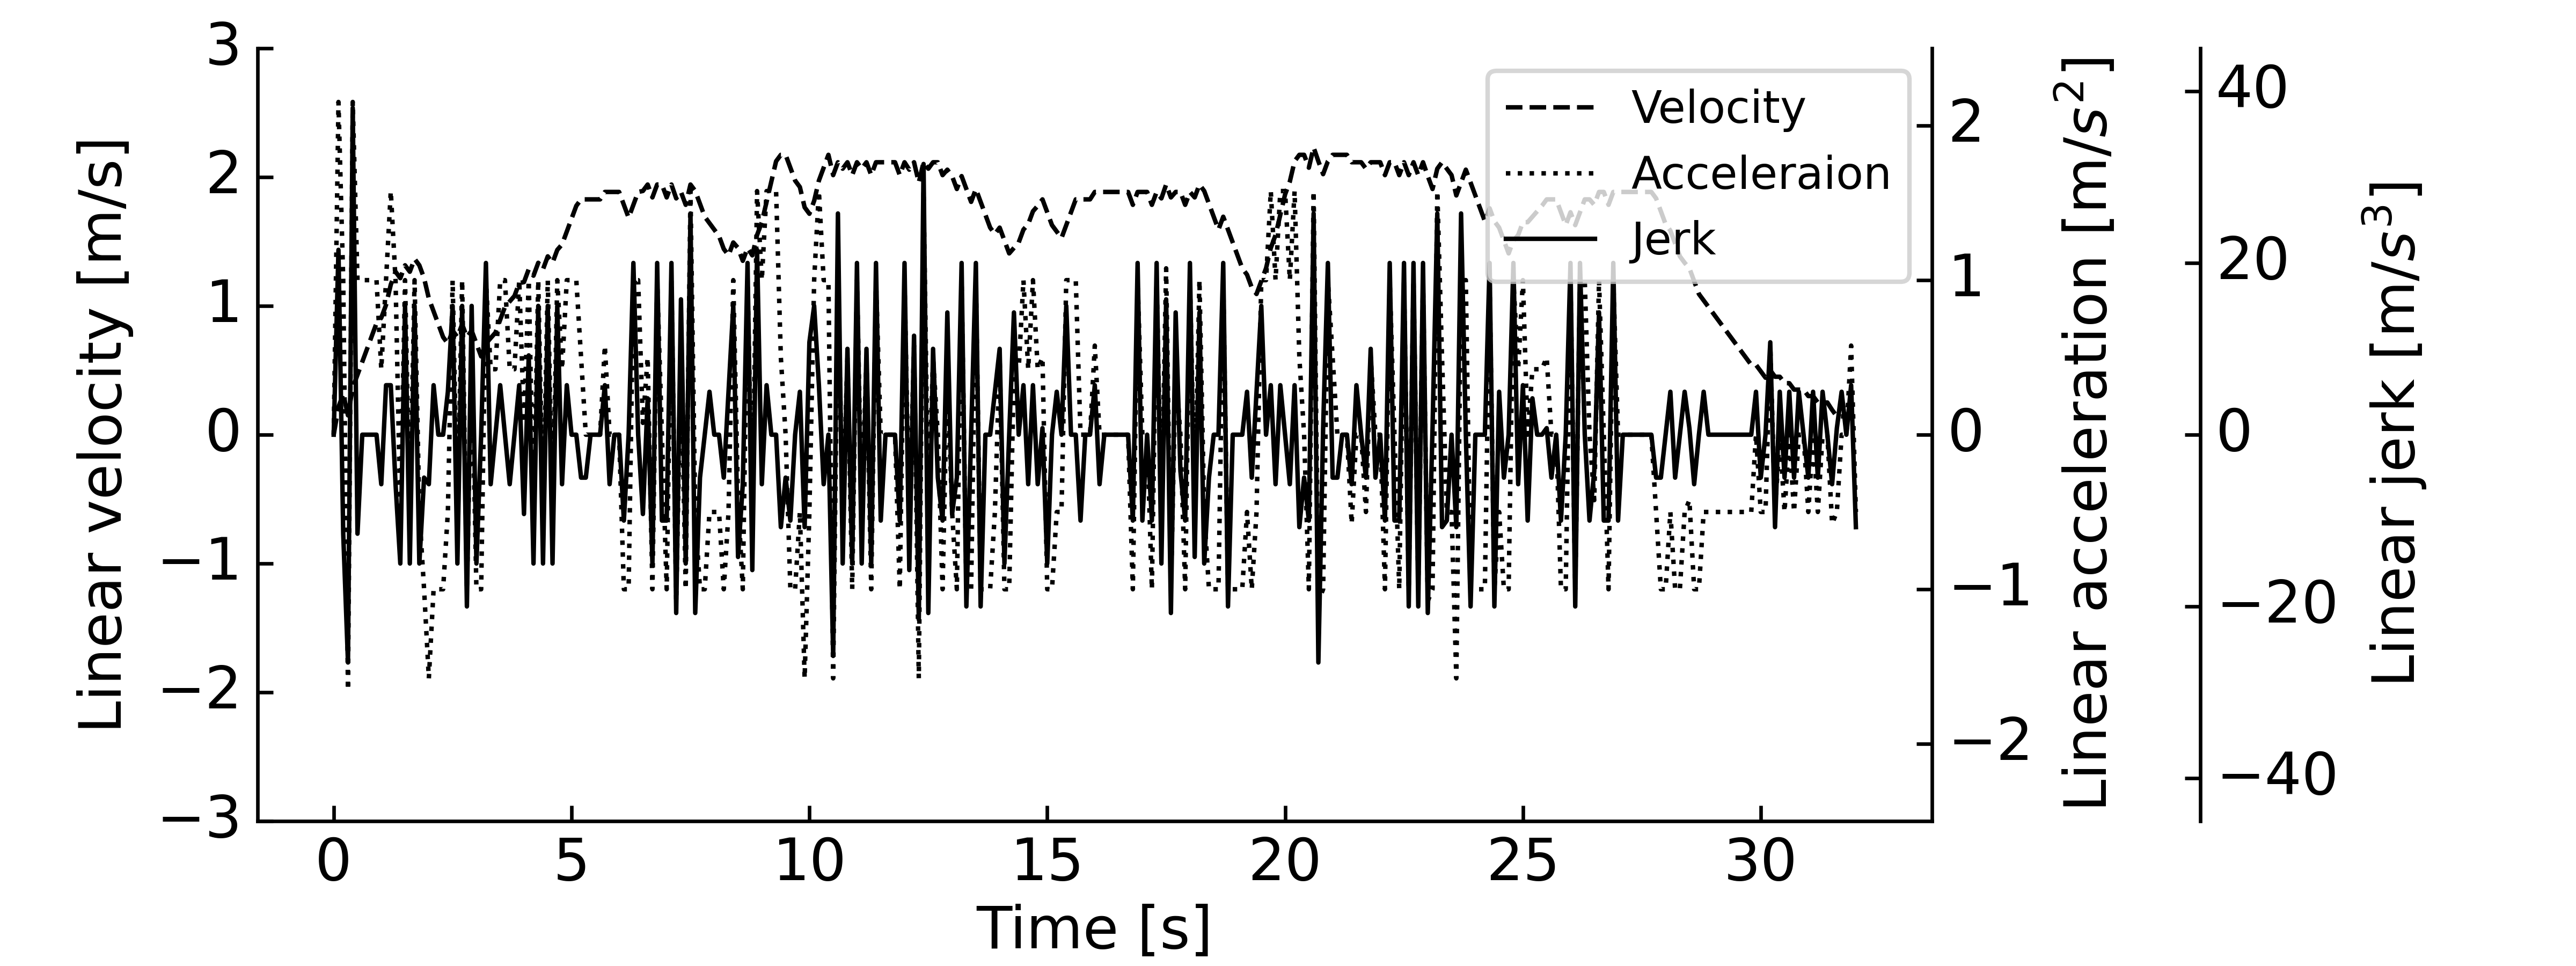 Linear velocity [m/s]
3
2
1
0
−1
−2
−3
0 5 10 15 20 25 30
Time [s]
Velocity
Acceleraion
Jerk
2
1
0
−1
−2
Linear acceleration [m/s²]
40
20
0
−20
−40
Linear jerk [m/s³]